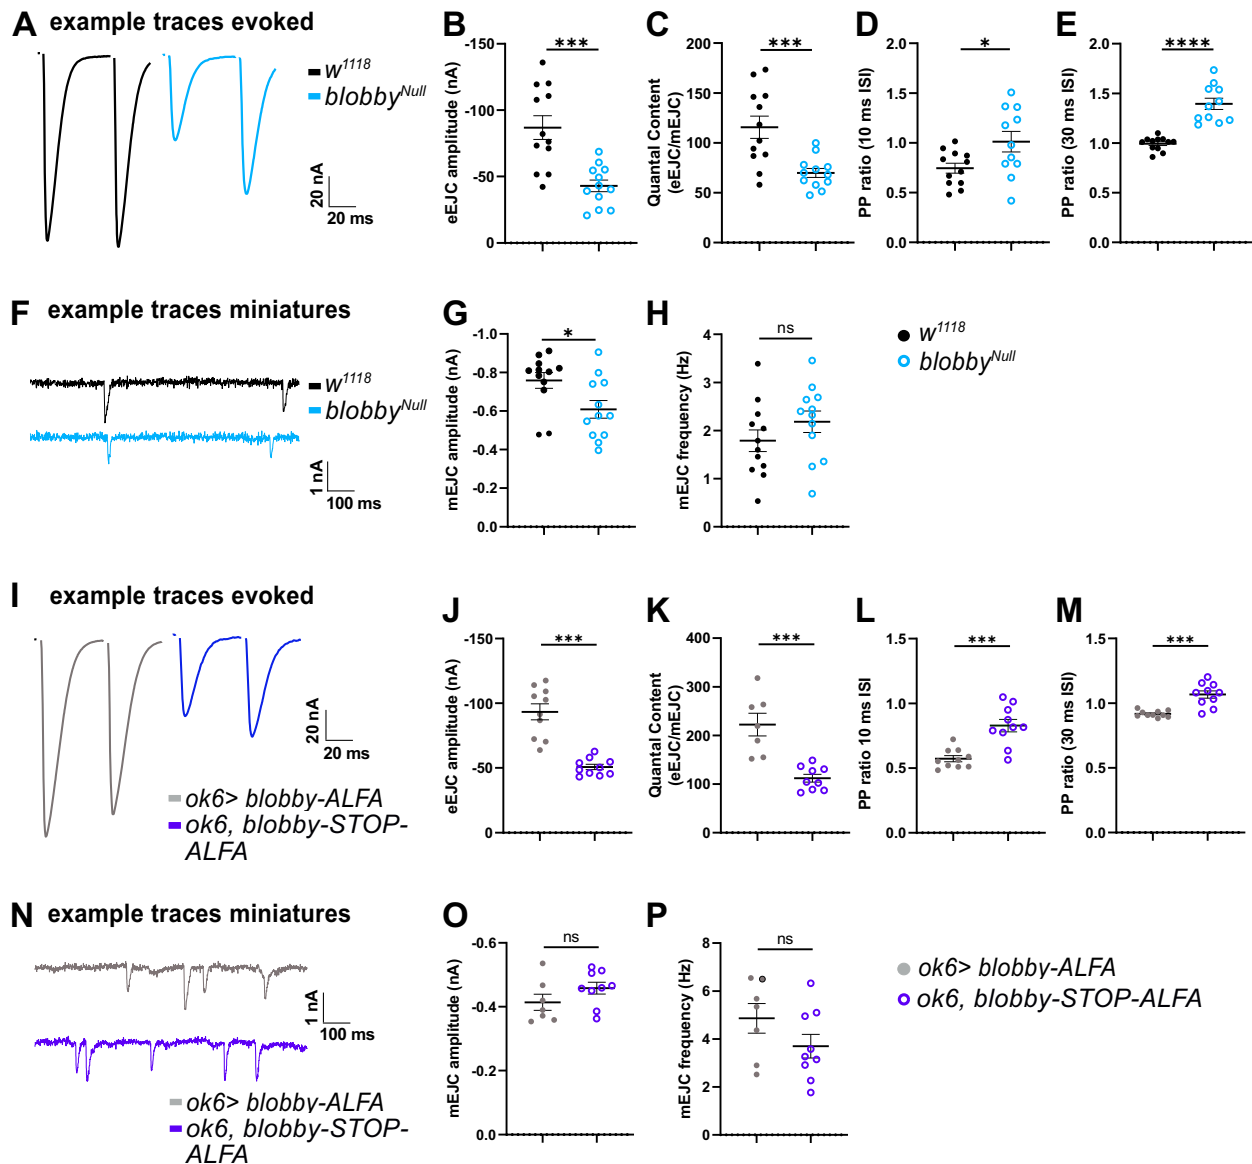 A example traces evoked
w1118
blobbyNull
20 nA
20 ms
B
eEJC amplitude (nA)
-150
-100
-50
0
***
C
Quantal Content
(eEJC/mEJC)
200
150
100
50
0
***
D
PP ratio (10 ms ISI)
2.0
1.5
1.0
0.5
0.0
*
E
PP ratio (30 ms ISI)
2.0
1.5
1.0
0.5
0.0
****
F example traces miniatures
w1118
blobbyNull
1 nA
100 ms
G
mEJC amplitude (nA)
-1.0
-0.8
-0.6
-0.4
-0.2
0.0
*
H
mEJC frequency (Hz)
4
3
2
1
0
ns
w1118
blobbyNull
I example traces evoked
20 nA
20 ms
ok6> blobby-ALFA
ok6, blobby-STOP-
ALFA
J
eEJC amplitude (nA)
-150
-100
-50
0
***
K
Quantal Content
(eEJC/mEJC)
400
300
200
100
0
***
L
PP ratio 10 ms ISI
1.5
1.0
0.5
0.0
***
M
PP ratio (30 ms ISI)
1.5
1.0
0.5
0.0
***
N example traces miniatures
1 nA
100 ms
ok6> blobby-ALFA
ok6, blobby-STOP-
ALFA
O
mEJC amplitude (nA)
-0.6
-0.4
-0.2
0.0
ns
P
mEJC frequency (Hz)
8
6
4
2
0
ns
ok6> blobby-ALFA
ok6, blobby-STOP-ALFA